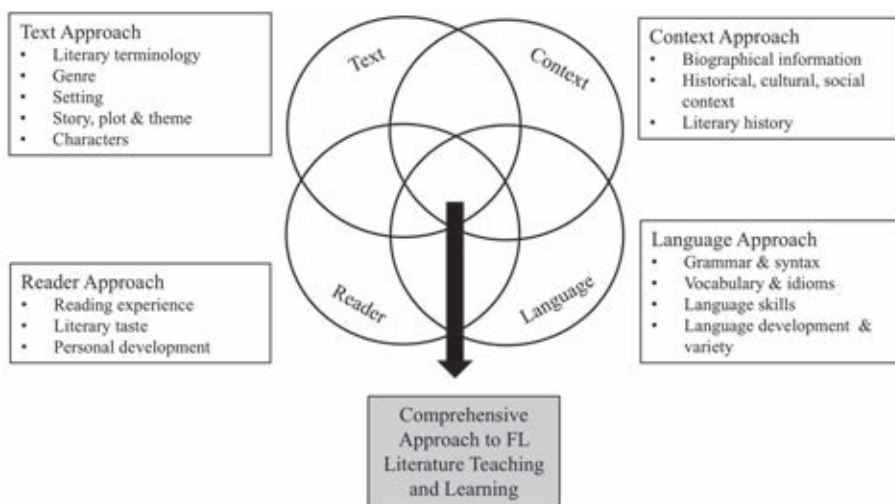 Text Approach
• Literary terminology
• Genre
• Setting
• Story, plot & theme
• Characters
Text
Context
Context Approach
• Biographical information
• Historical, cultural, social
context
• Literary history
Reader Approach
• Reading experience
• Literary taste
• Personal development
Reader
Language
Language Approach
• Grammar & syntax
• Vocabulary & idioms
• Language skills
• Language development &
variety
Comprehensive
Approach to FL
Literature Teaching
and Learning